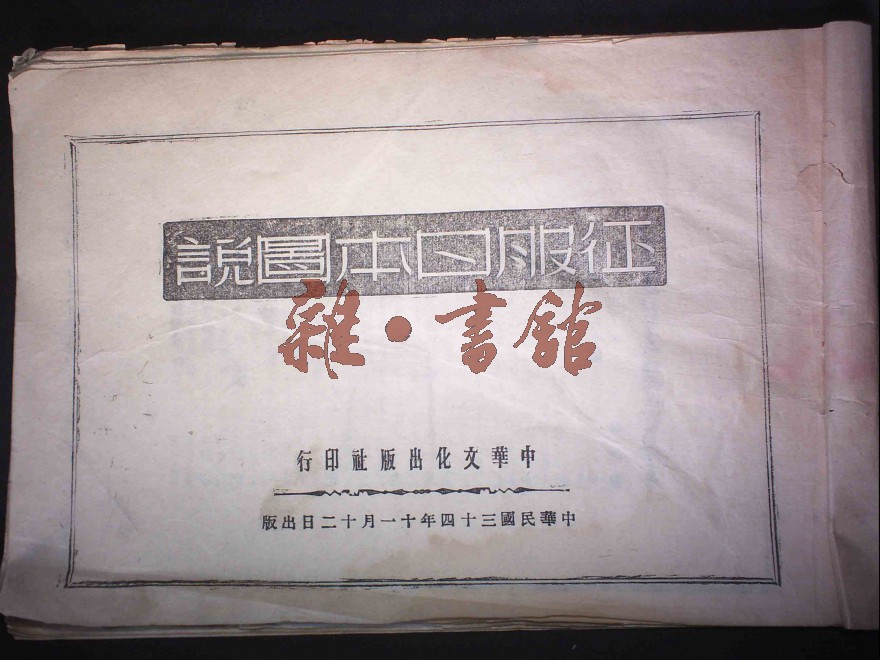 征服日本圖說
雜·書館
中華文化出版社印行
中華民國三十四年十一月十二日出版